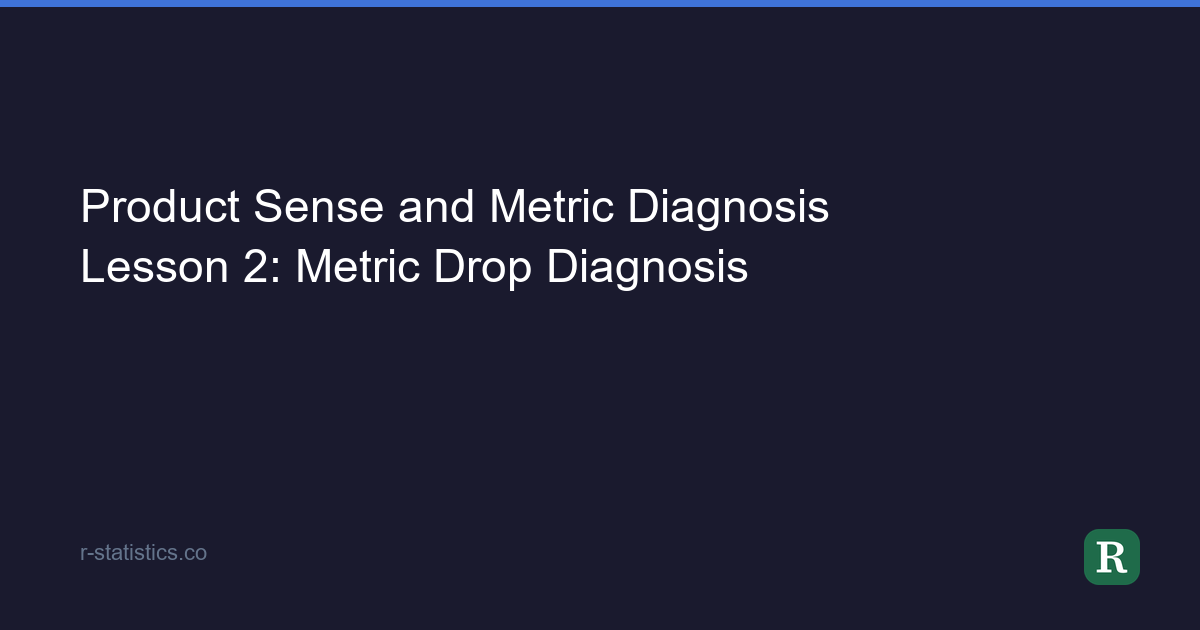 Product Sense and Metric Diagnosis
Lesson 2: Metric Drop Diagnosis
r-statistics.co
R